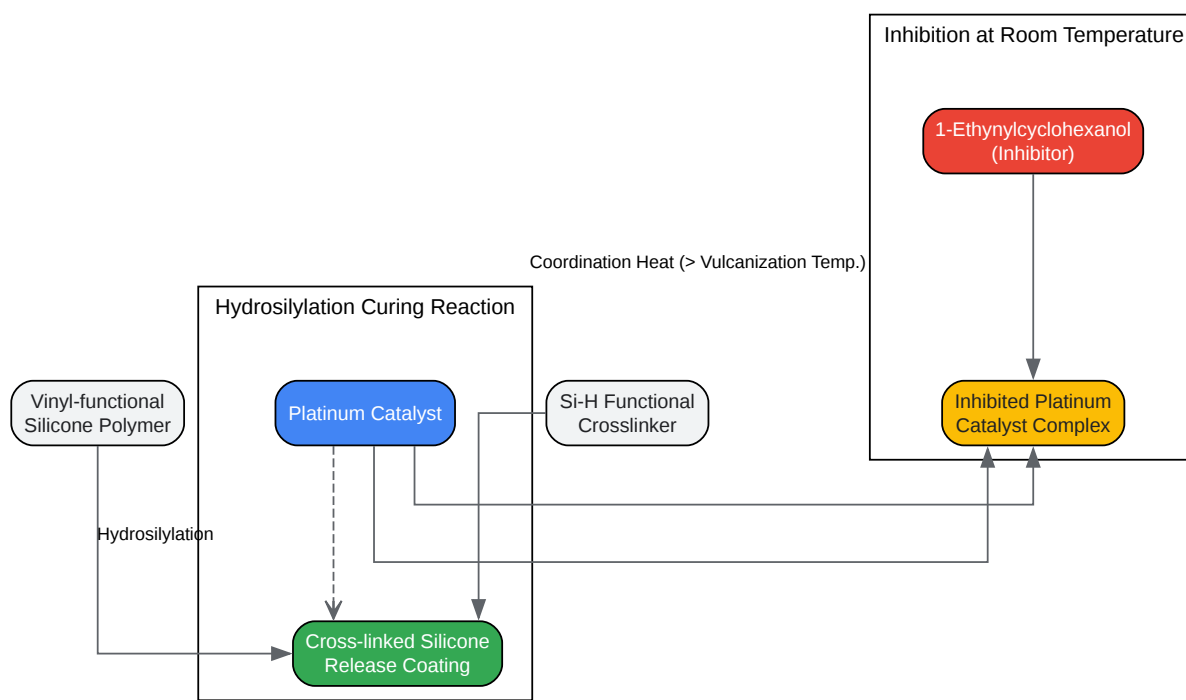 Inhibition at Room Temperature
1-Ethynylcyclohexanol
(Inhibitor)
Coordination Heat (> Vulcanization Temp.)
Hydrosilylation Curing Reaction
Vinyl-functional
Silicone Polymer
Platinum Catalyst
Si-H Functional
Crosslinker
Inhibited Platinum
Catalyst Complex
Hydrosilylation
Cross-linked Silicone
Release Coating